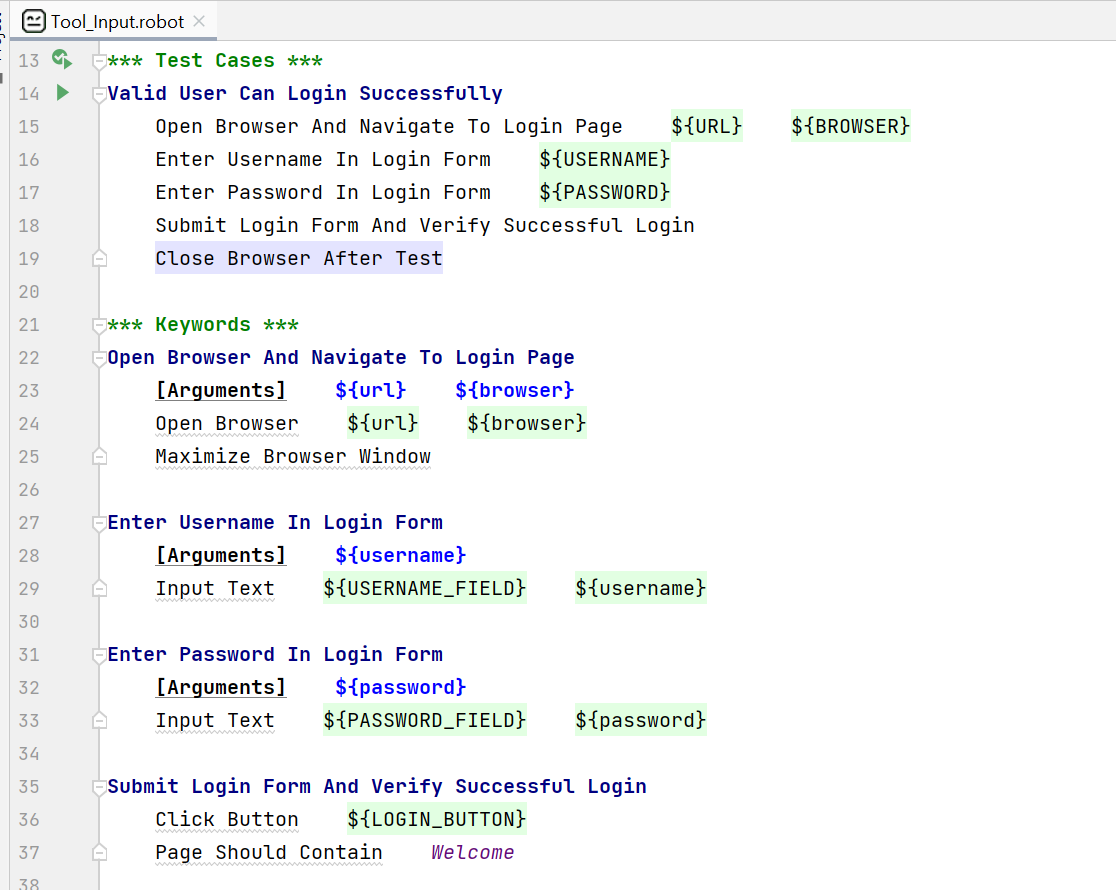 Tool_Input.robot
13 *** Test Cases ***
14 Valid User Can Login Successfully
15 Open Browser And Navigate To Login Page    ${URL}    ${BROWSER}
16 Enter Username In Login Form    ${USERNAME}
17 Enter Password In Login Form    ${PASSWORD}
18 Submit Login Form And Verify Successful Login
19 Close Browser After Test
20
21 *** Keywords ***
22 Open Browser And Navigate To Login Page
23 [Arguments]    ${url}    ${browser}
24 Open Browser    ${url}    ${browser}
25 Maximize Browser Window
26
27 Enter Username In Login Form
28 [Arguments]    ${username}
29 Input Text    ${USERNAME_FIELD}    ${username}
30
31 Enter Password In Login Form
32 [Arguments]    ${password}
33 Input Text    ${PASSWORD_FIELD}    ${password}
34
35 Submit Login Form And Verify Successful Login
36 Click Button    ${LOGIN_BUTTON}
37 Page Should Contain    Welcome
38